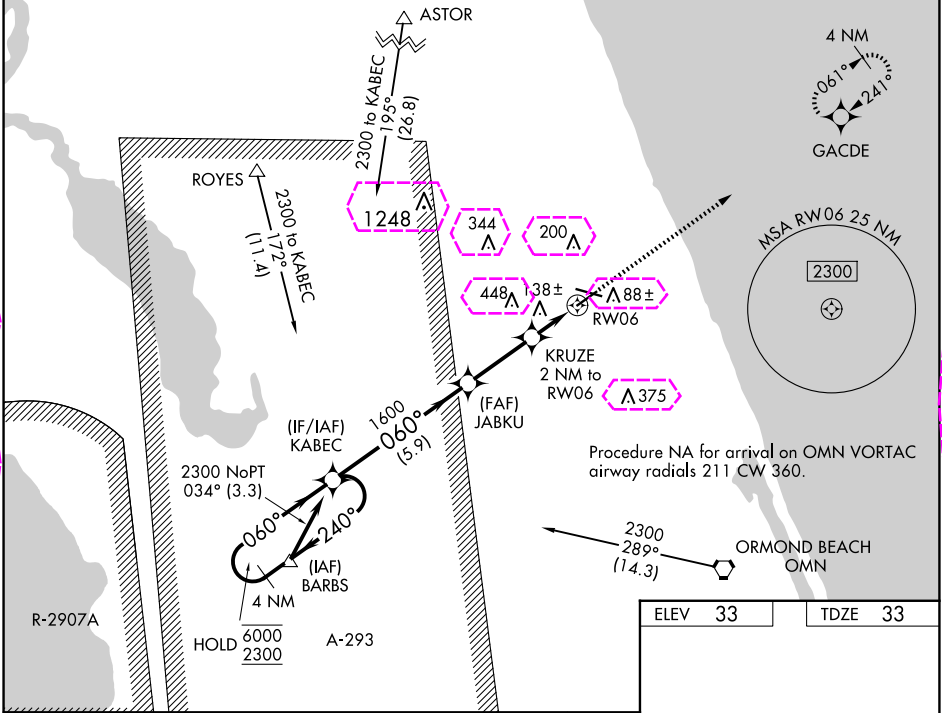 ASTOR
2300 to KABEC
195°
(26.8)
4 NM
061°
241°
GACDE
ROYES
2300 to KABEC
172°
(11.4)
1248
344
200
448
138±
88±
RW06
MSA RW06 25 NM
2300
KRUZE
2 NM to
RW06
375
(FAF)
JABKU
1600
060°
(5.9)
(IF/IAF)
KABEC
2300 NoPT
034° (3.3)
060°
240°
(IAF)
BARBS
4 NM
HOLD
6000
2300
A-293
R-2907A
Procedure NA for arrival on OMN VORTAC
airway radials 211 CW 360.
2300
289°
(14.3)
ORMOND BEACH
OMN
ELEV 33
TDZE 33